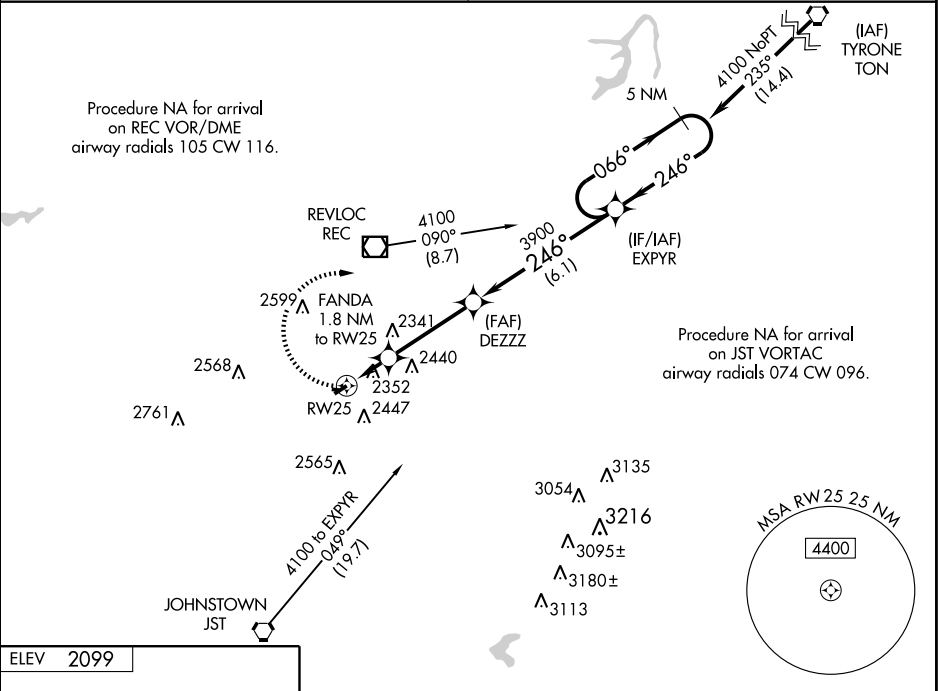 (IAF)
TYRONE
TON
4100 NoPT
235°
(14.4)
5 NM
Procedure NA for arrival
on REC VOR/DME
airway radials 105 CW 116.
066°
246°
REVLOC
REC
4100
090°
(8.7)
3900
246°
(6.1)
(IF/IAF)
EXPYR
2599
FANDA
1.8 NM
to RW25
2341
(FAF)
DEZZZ
Procedure NA for arrival
on JST VORTAC
airway radials 074 CW 096.
2568
2440
2352
RW25
2447
2761
2565
3135
3054
3216
3095±
3180±
3113
4100 to EXPYR
049°
(19.7)
MSA RW25 25 NM
4400
JOHNSTOWN
JST
ELEV 2099